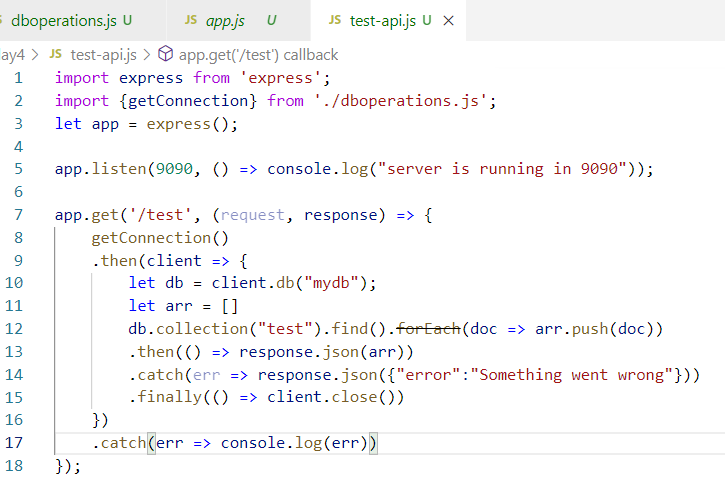 dboperations.js U JS app.js U JS test-api.js U ×
lay4 > JS test-api.js > app.get('/test') callback
1 import express from 'express';
2 import {getConnection} from './dboperations.js';
3 let app = express();
4
5 app.listen(9090, () => console.log("server is running in 9090"));
6
7 app.get('/test', (request, response) => {
8 getConnection()
9 .then(client => {
10 let db = client.db("mydb");
11 let arr = []
12 db.collection("test").find().forEach(doc => arr.push(doc))
13 .then(() => response.json(arr))
14 .catch(err => response.json({"error":"Something went wrong"}))
15 .finally(() => client.close())
16 })
17 .catch(err => console.log(err))
18 });